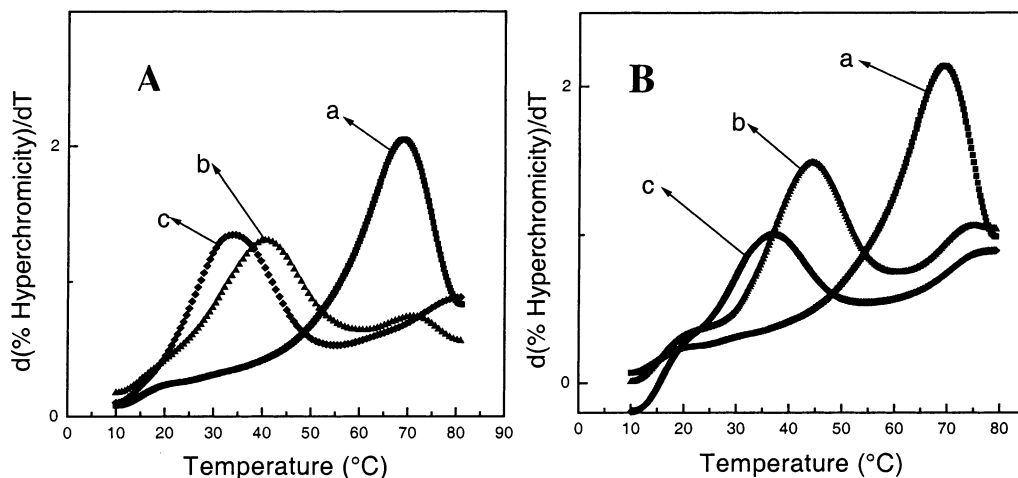 A
a
b
c
d(% Hyperchromicity)/dT
2
1
0
0 10 20 30 40 50 60 70 80 90
Temperature (°C)
B
a
b
c
d(% Hyperchromicity)/dT
2
1
0
0 10 20 30 40 50 60 70 80
Temperature (°C)